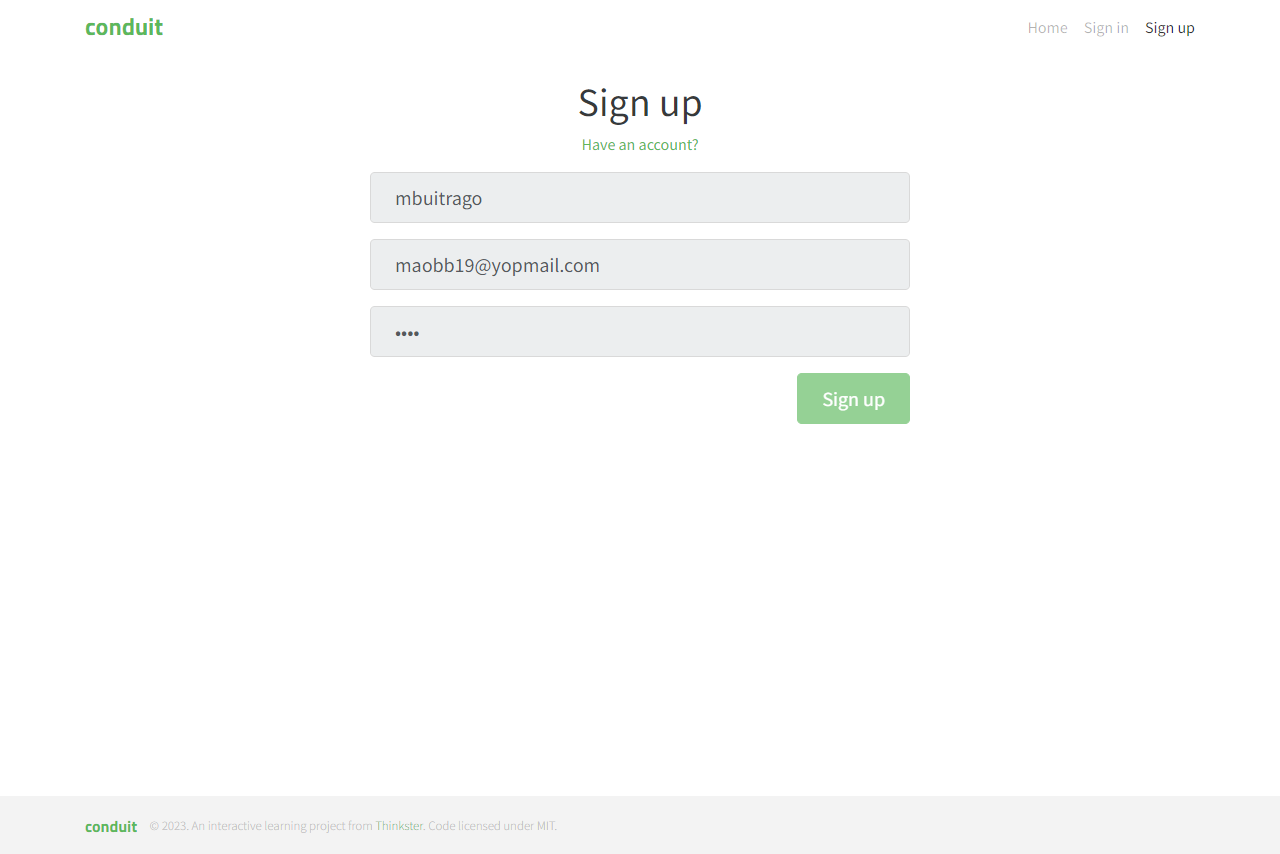 conduit
Home Sign in Sign up
Sign up
Have an account?
mbuitrago
maobb19@yopmail.com
••••
Sign up
conduit © 2023. An interactive learning project from Thinkster. Code licensed under MIT.